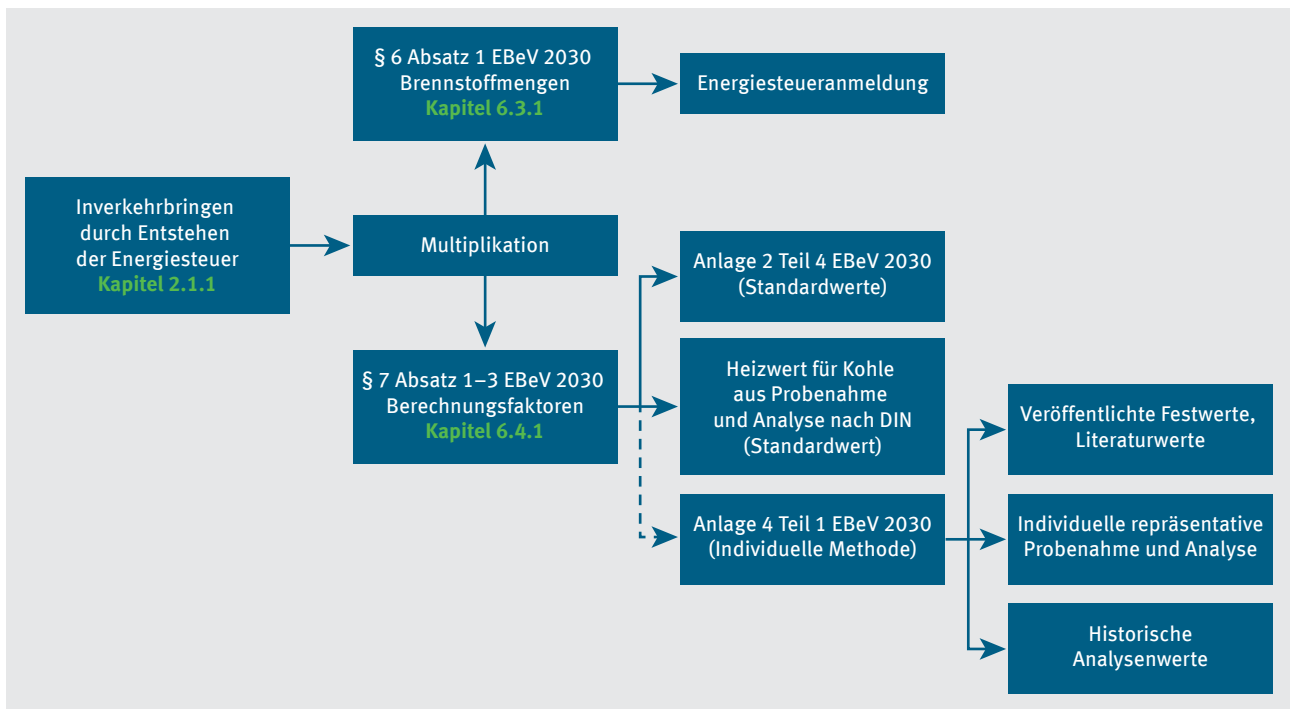 § 6 Absatz 1 EBeV 2030
Brennstoffmengen
Kapitel 6.3.1
Energiesteueranmeldung
Inverkehrbringen
durch Entstehen
der Energiesteuer
Kapitel 2.1.1
Multiplikation
Anlage 2 Teil 4 EBeV 2030
(Standardwerte)
§ 7 Absatz 1–3 EBeV 2030
Berechnungsfaktoren
Kapitel 6.4.1
Heizwert für Kohle
aus Probenahme
und Analyse nach DIN
(Standardwert)
Anlage 4 Teil 1 EBeV 2030
(Individuelle Methode)
Veröffentlichte Festwerte,
Literaturwerte
Individuelle repräsentative
Probenahme und Analyse
Historische
Analysenwerte